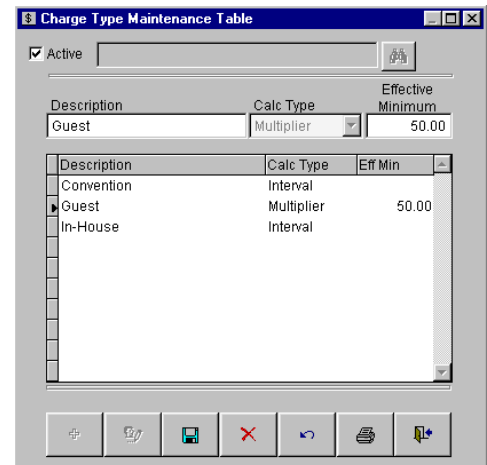 Charge Type Maintenance Table
Active
Effective
Description Calc Type Minimum
Guest Multiplier 50.00
Description Calc Type Eff Min
Convention Interval
Guest Multiplier 50.00
In-House Interval